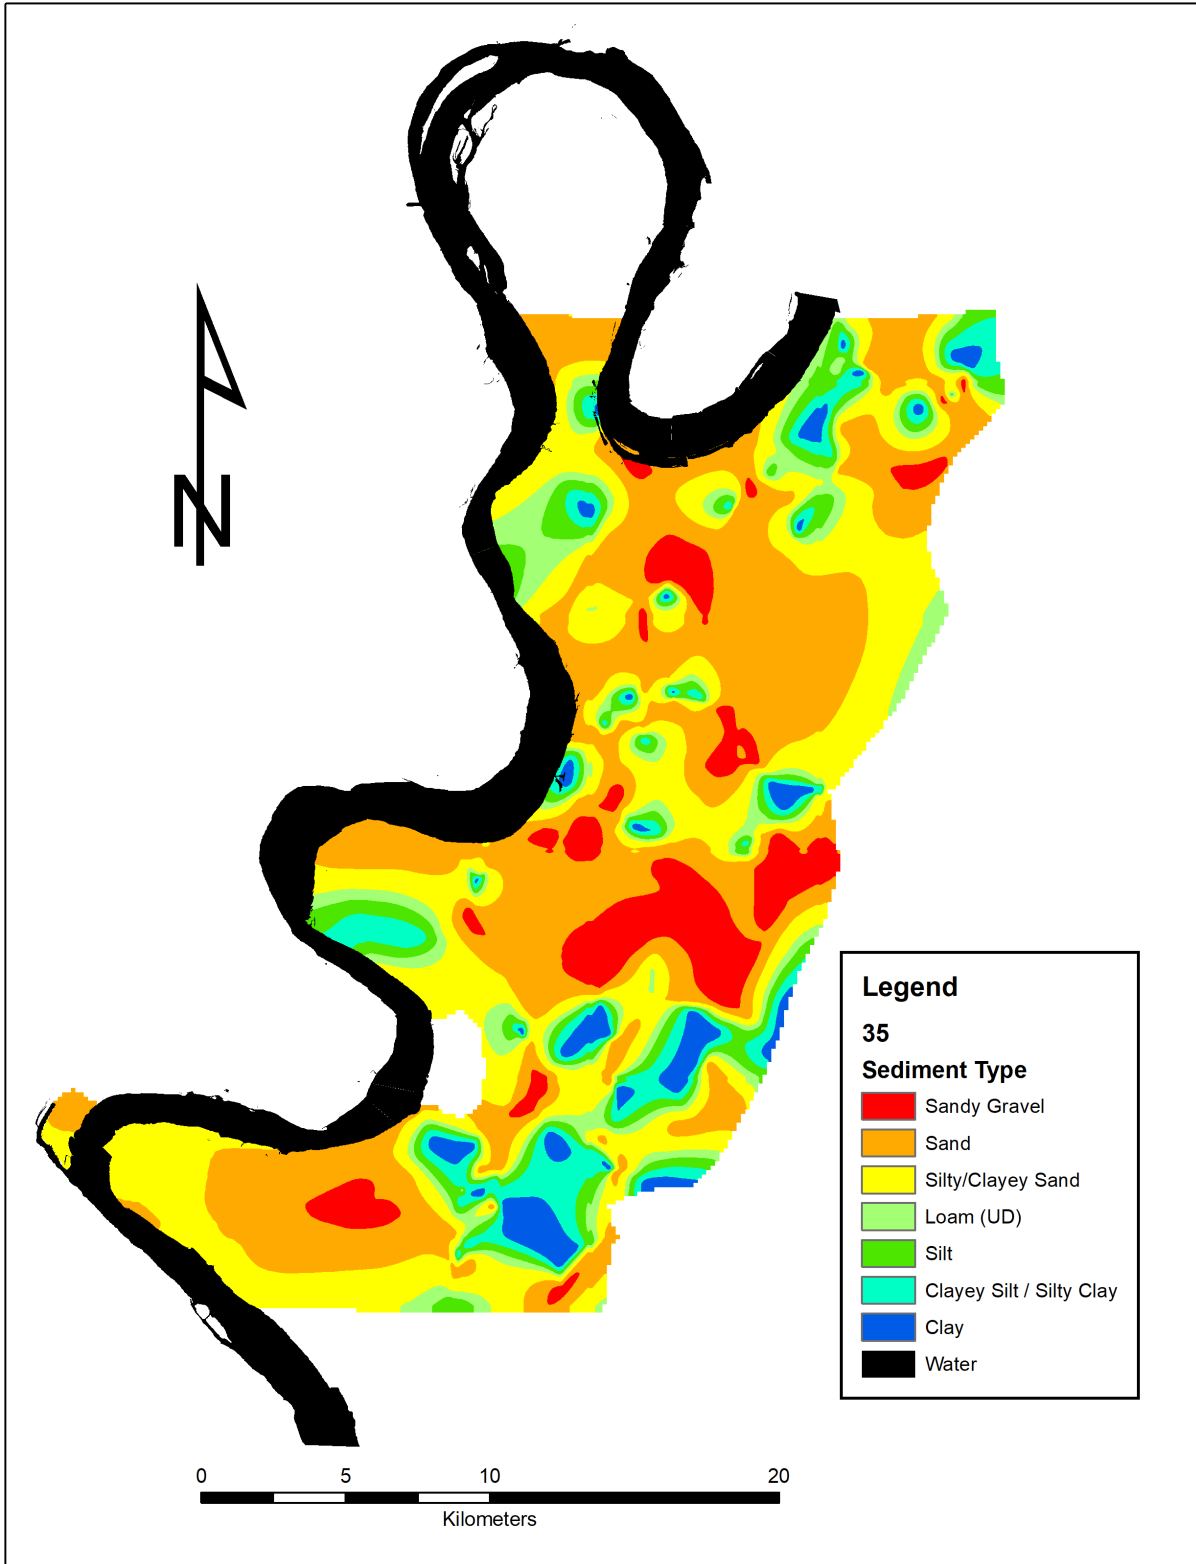 N
Legend
35
Sediment Type
Sandy Gravel
Sand
Silty/Clayey Sand
Loam (UD)
Silt
Clayey Silt / Silty Clay
Clay
Water
0 5 10 20
Kilometers